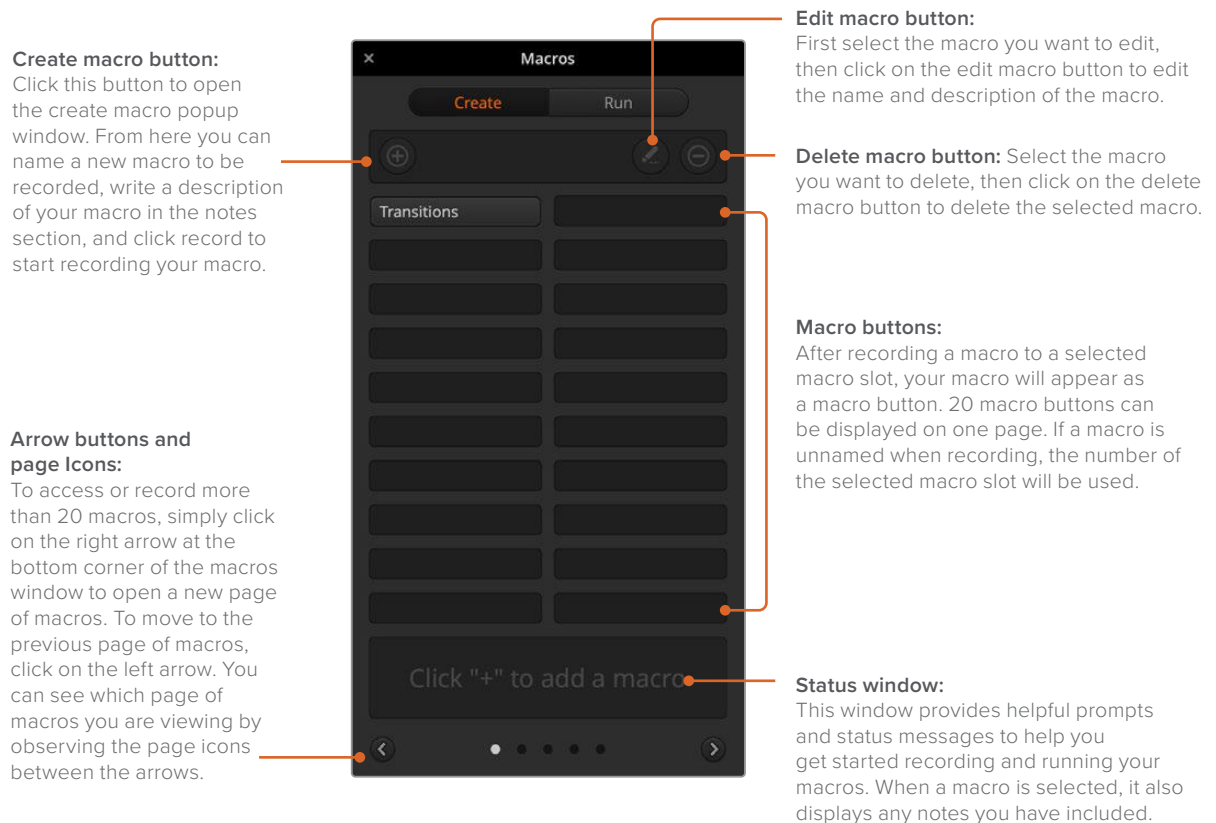 Create macro button:
Click this button to open
the create macro popup
window. From here you can
name a new macro to be
recorded, write a description
of your macro in the notes
section, and click record to
start recording your macro.
Arrow buttons and
page Icons:
To access or record more
than 20 macros, simply click
on the right arrow at the
bottom corner of the macros
window to open a new page
of macros. To move to the
previous page of macros,
click on the left arrow. You
can see which page of
macros you are viewing by
observing the page icons
between the arrows.
Macros
Create
Run
Transitions
Click "+" to add a macro
Edit macro button:
First select the macro you want to edit,
then click on the edit macro button to edit
the name and description of the macro.
Delete macro button: Select the macro
you want to delete, then click on the delete
macro button to delete the selected macro.
Macro buttons:
After recording a macro to a selected
macro slot, your macro will appear as
a macro button. 20 macro buttons can
be displayed on one page. If a macro is
unnamed when recording, the number of
the selected macro slot will be used.
Status window:
This window provides helpful prompts
and status messages to help you
get started recording and running your
macros. When a macro is selected, it also
displays any notes you have included.